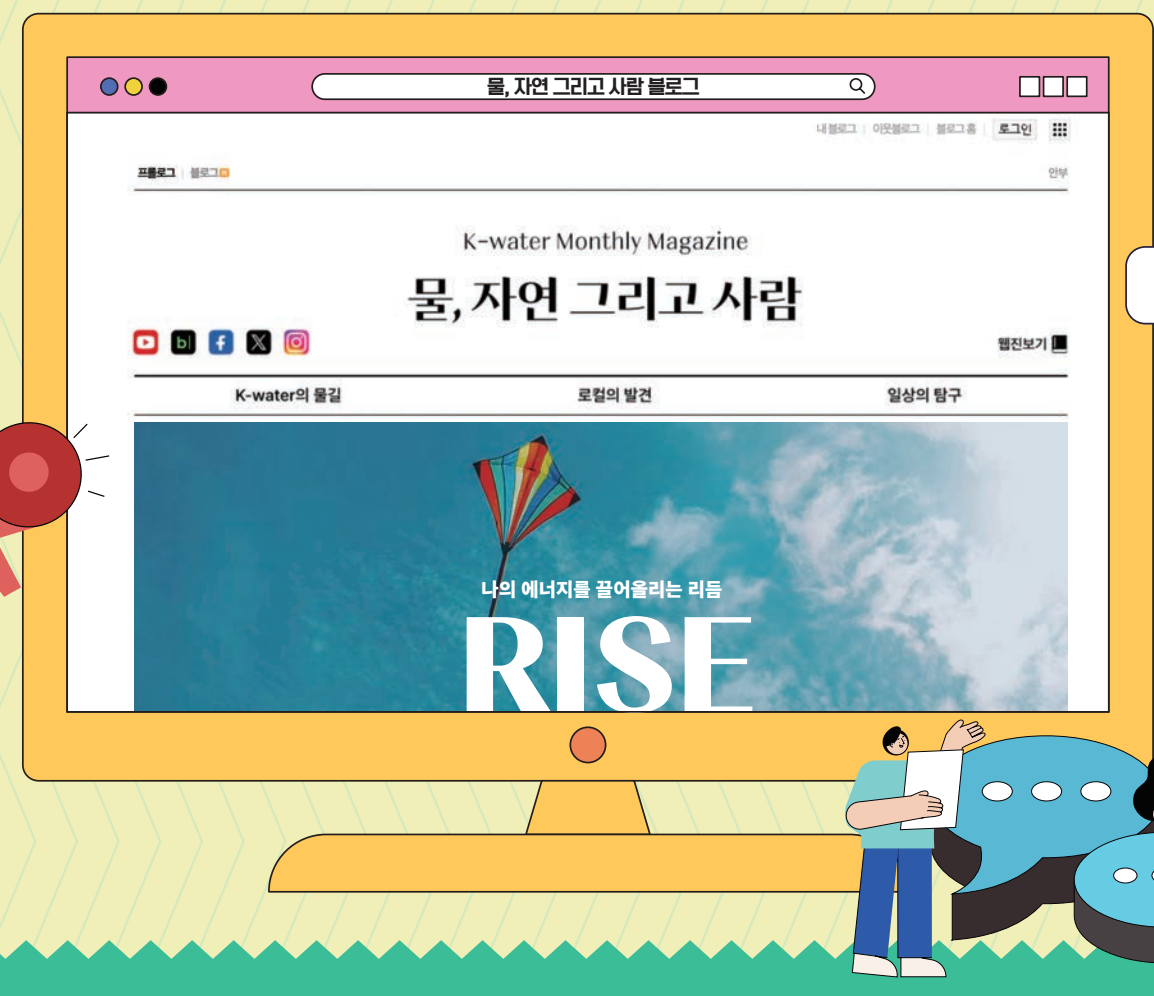 물, 자연 그리고 사람 블로그
내 블로그 | 이웃블로그 | 블로그 홈 | 로그인
프롤로그 | 블로그
안부
K-water Monthly Magazine
물, 자연 그리고 사람
웹진보기
K-water의 물길
로컬의 발견
일상의 탐구
나의 에너지를 끌어올리는 리듬
RISE